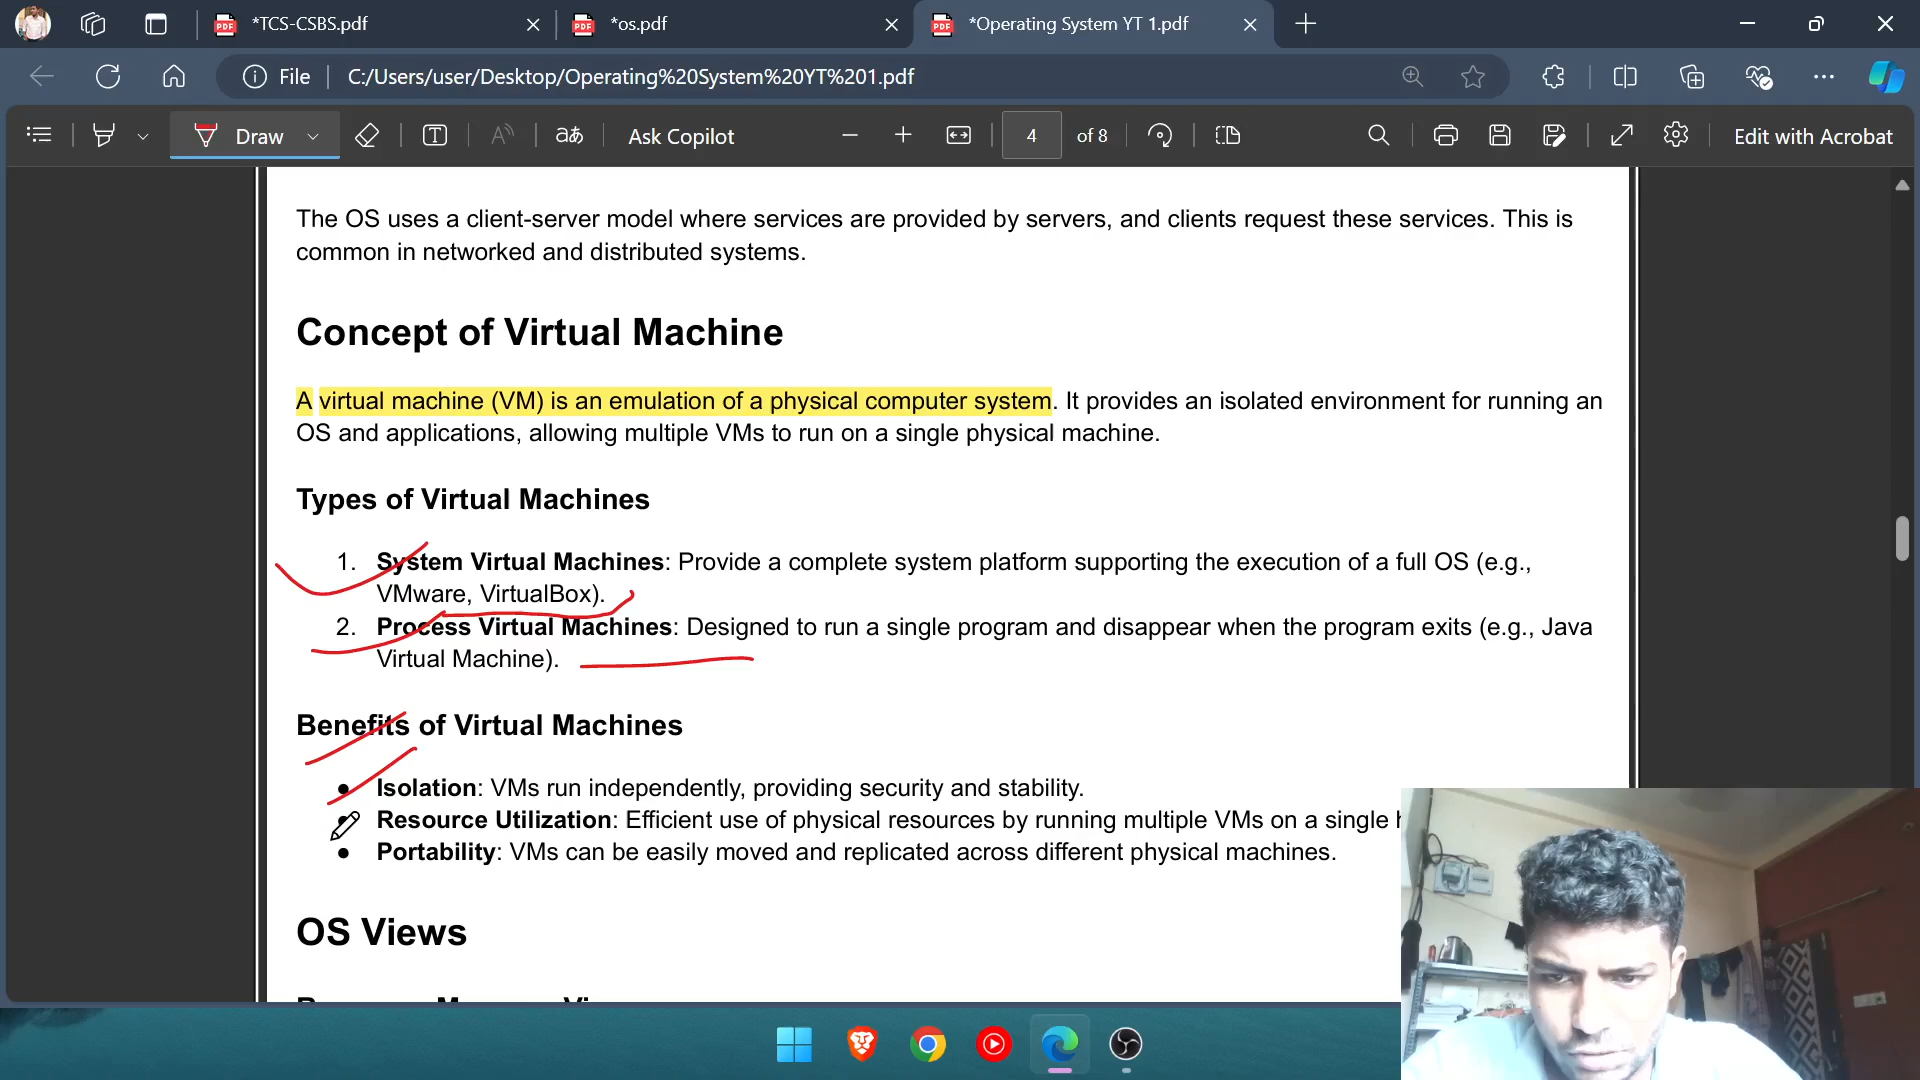 *TCS-CSBS.pdf
*os.pdf
*Operating System YT 1.pdf
File
C:/Users/user/Desktop/Operating%20System%20YT%201.pdf
Draw
Ask Copilot
4 of 8
Edit with Acrobat
The OS uses a client-server model where services are provided by servers, and clients request these services. This is
common in networked and distributed systems.
Concept of Virtual Machine
A virtual machine (VM) is an emulation of a physical computer system. It provides an isolated environment for running an
OS and applications, allowing multiple VMs to run on a single physical machine.
Types of Virtual Machines
1. System Virtual Machines: Provide a complete system platform supporting the execution of a full OS (e.g.,
VMware, VirtualBox).
2. Process Virtual Machines: Designed to run a single program and disappear when the program exits (e.g., Java
Virtual Machine).
Benefits of Virtual Machines
● Isolation: VMs run independently, providing security and stability.
● Resource Utilization: Efficient use of physical resources by running multiple VMs on a single
● Portability: VMs can be easily moved and replicated across different physical machines.
OS Views